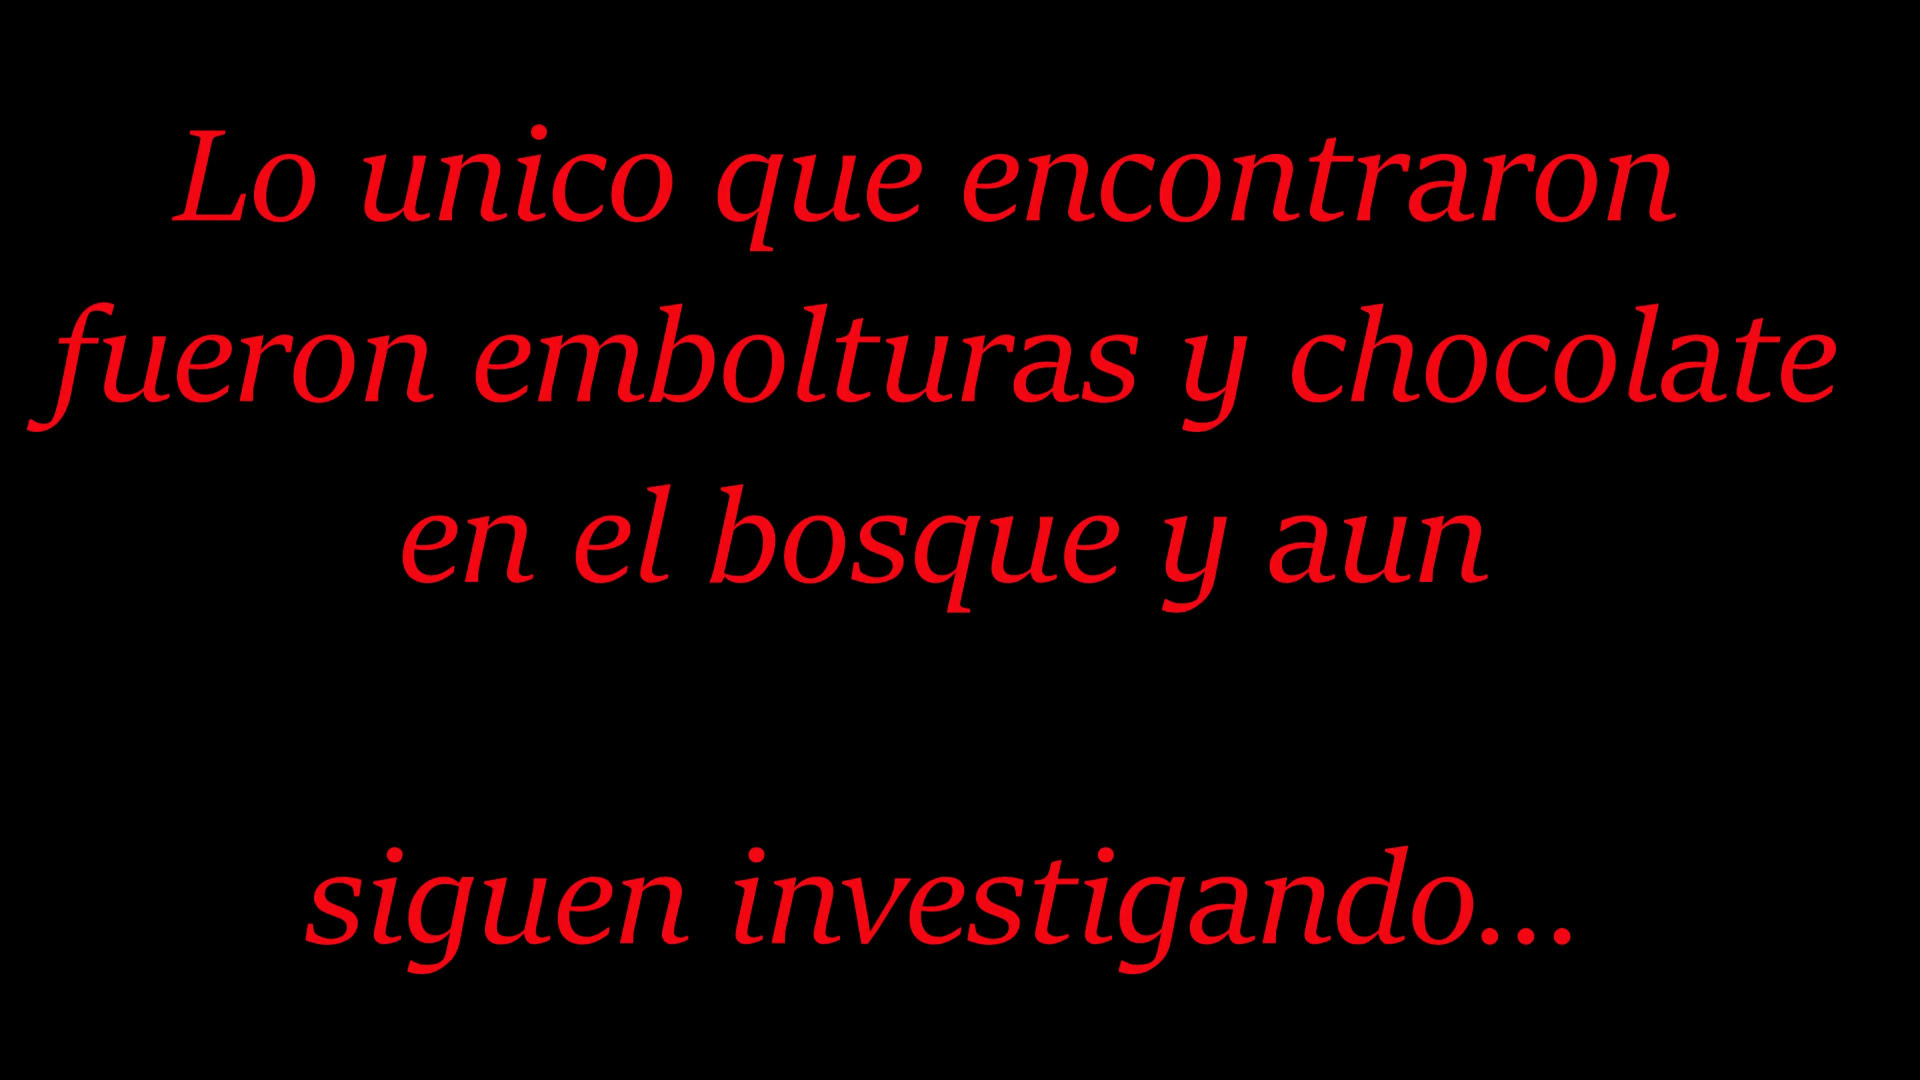 Lo unico que encontraron
fueron embolturas y chocolate
en el bosque y aun
siguen investigando...